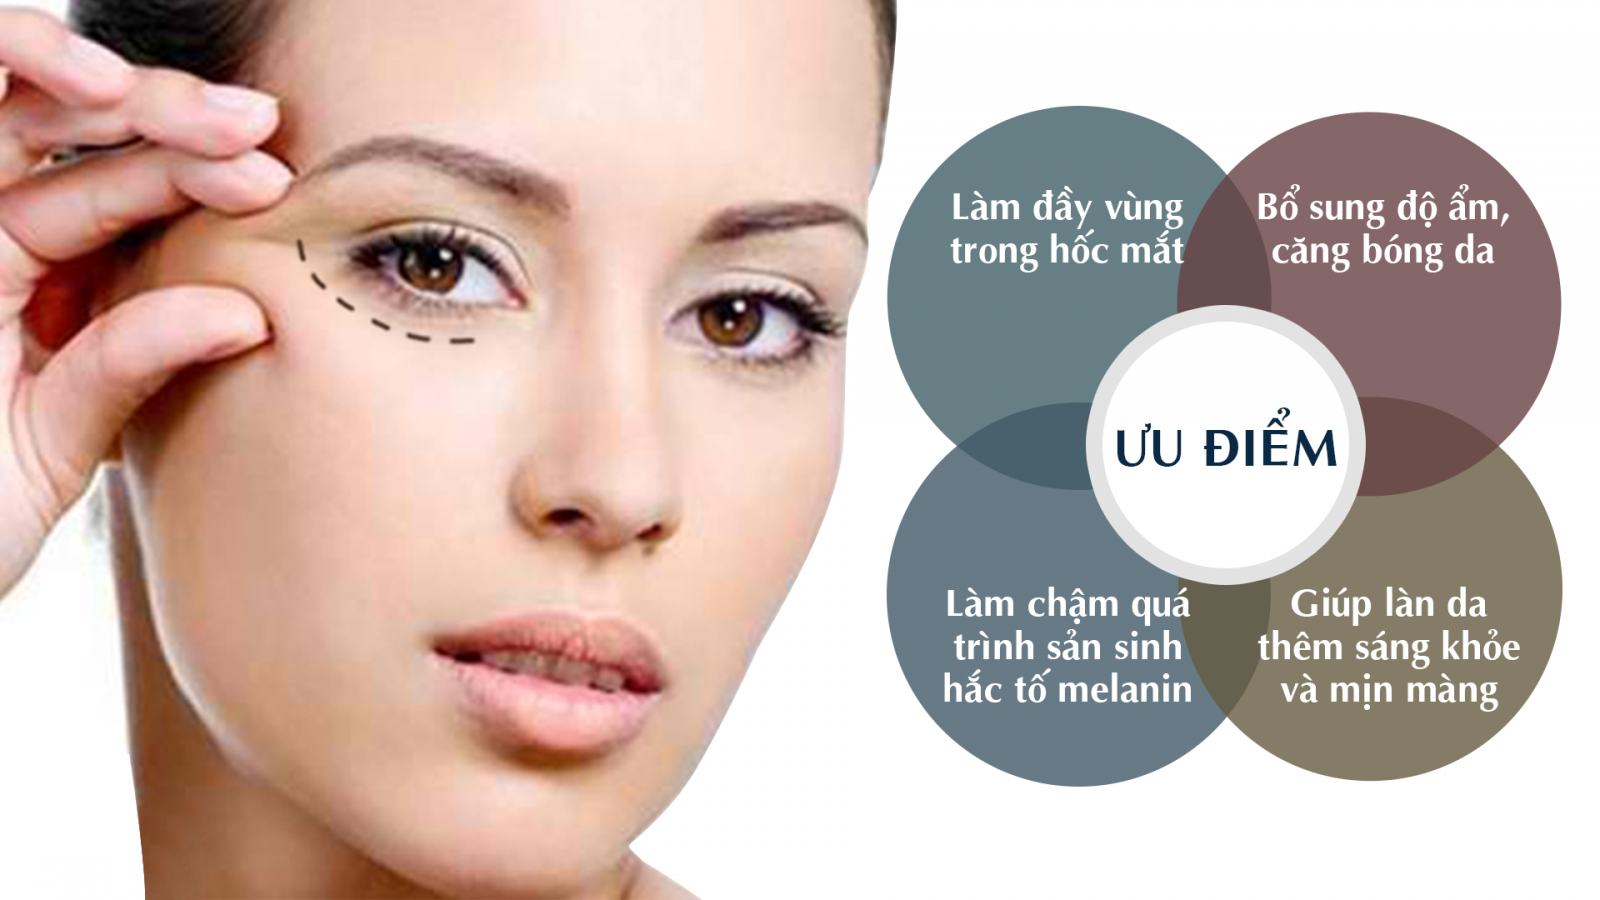 Làm đầy vùng
trong hốc mắt
Bổ sung độ ẩm,
căng bóng da
ƯU ĐIỂM
Làm chậm quá
trình sản sinh
hắc tố melanin
Giúp làn da
thêm sáng khỏe
và mịn màng